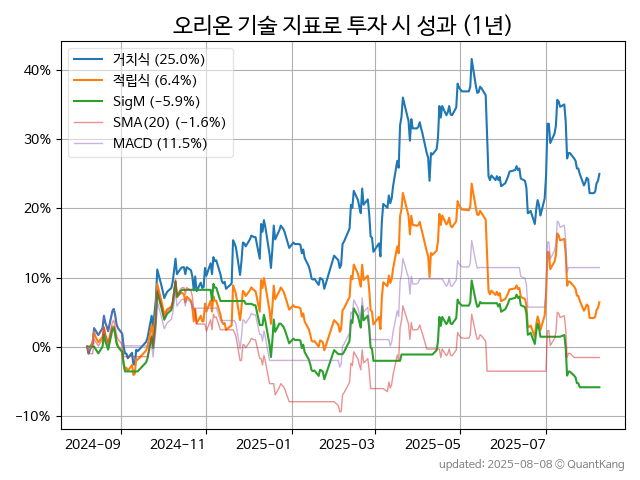 오리온 기술 지표로 투자 시 성과 (1년)
거치식 (25.0%)
적립식 (6.4%)
SigM (−5.9%)
SMA(20) (−1.6%)
MACD (11.5%)
40%
30%
20%
10%
0%
−10%
2024-09
2024-11
2025-01
2025-03
2025-05
2025-07
updated: 2025-08-08 © QuantKang